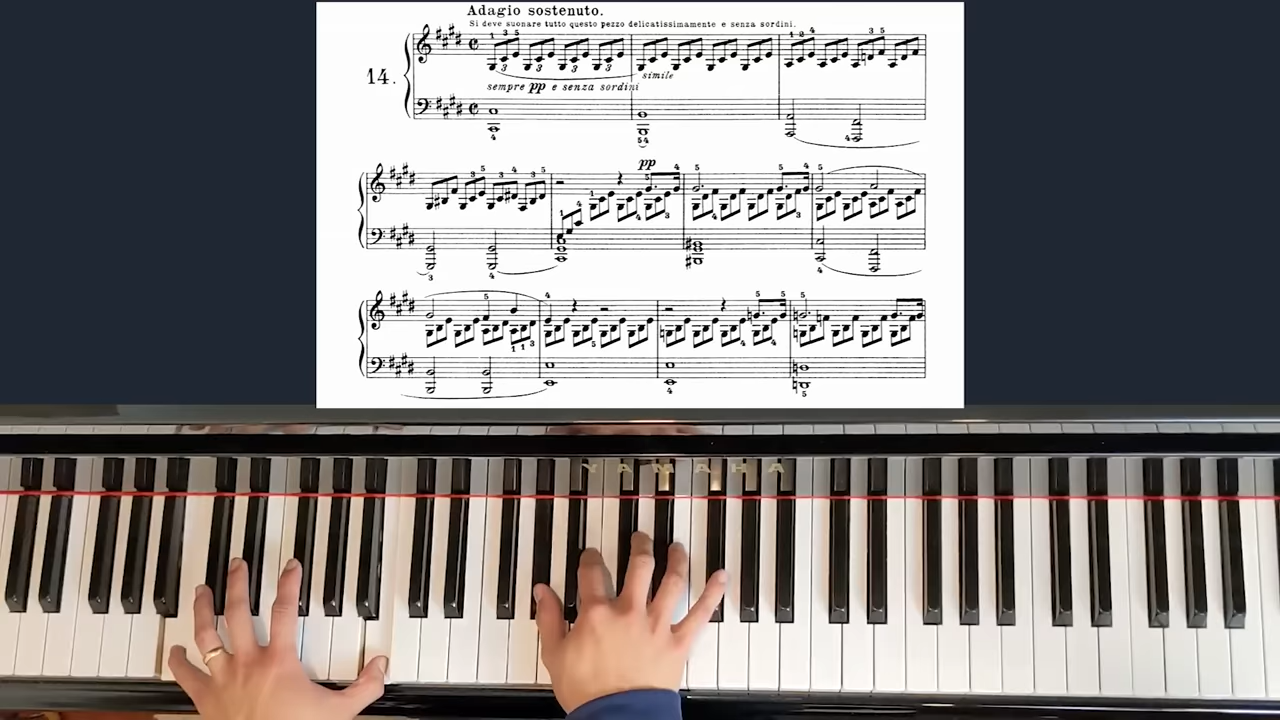 Adagio sostenuto.
Si deve suonare tutto questo pezzo delicatissimamente e senza sordini.
14.
simile
sempre pp e senza sordini
pp
YAMAHA